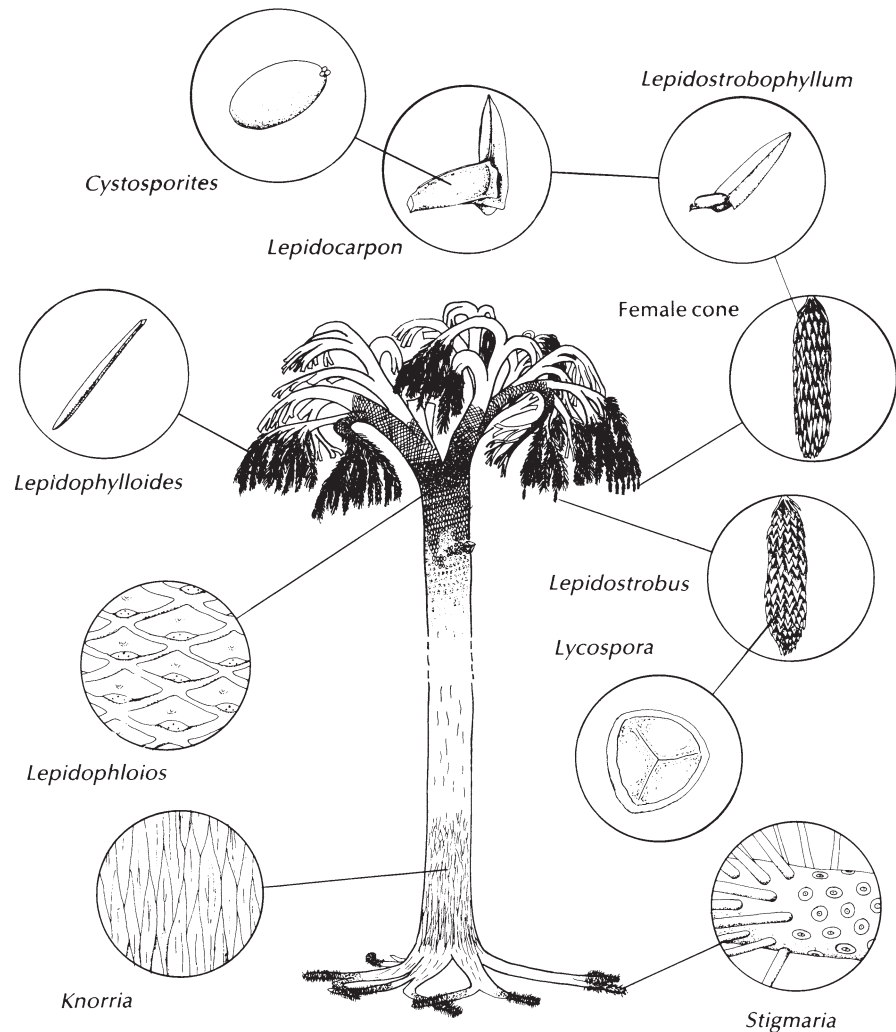 Lepidostrobophyllum
Cystosporites
Lepidocarpon
Female cone
Lepidophylloides
Lepidostrobus
Lycospora
Lepidophloios
Knorria
Stigmaria